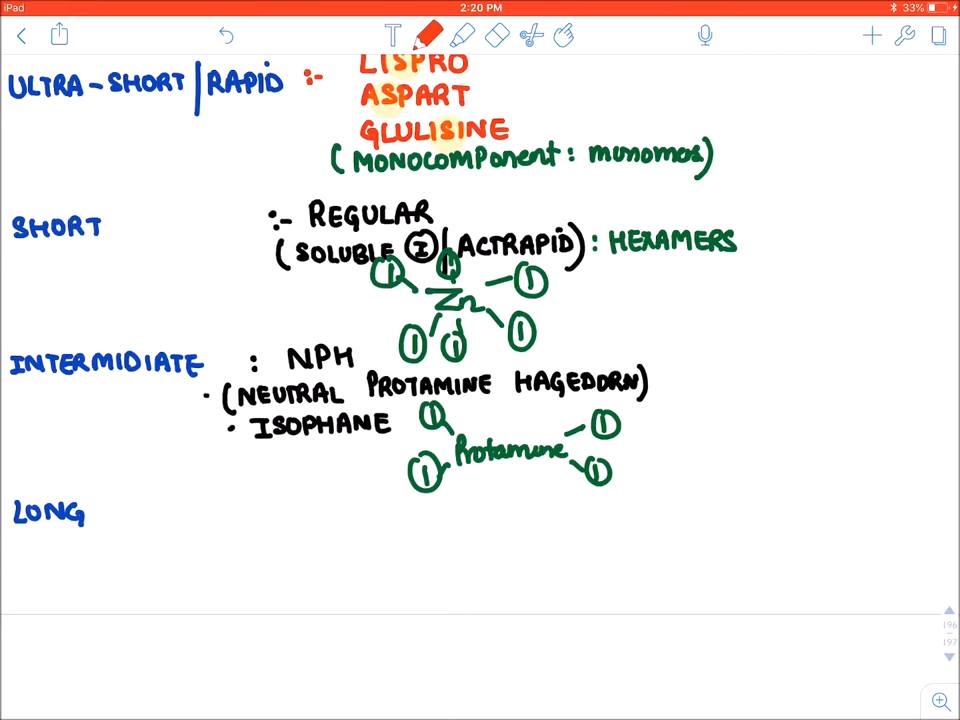 iPad 2:20 PM 33%
T
LISPRO
ULTRA-SHORT/RAPID :- ASPART
GLULISINE
(MONOCOMPonent: monomers)
SHORT :- REGULAR
(SOLUBLE I / ACTRAPID) : HEXAMERS
I I I
Zn
I I I
INTERMIDIATE : NPH
· (NEUTRAL PROTAMINE HAGEDORN)
· ISOPHANE
I I
Protamine
I I
LONG
196
197